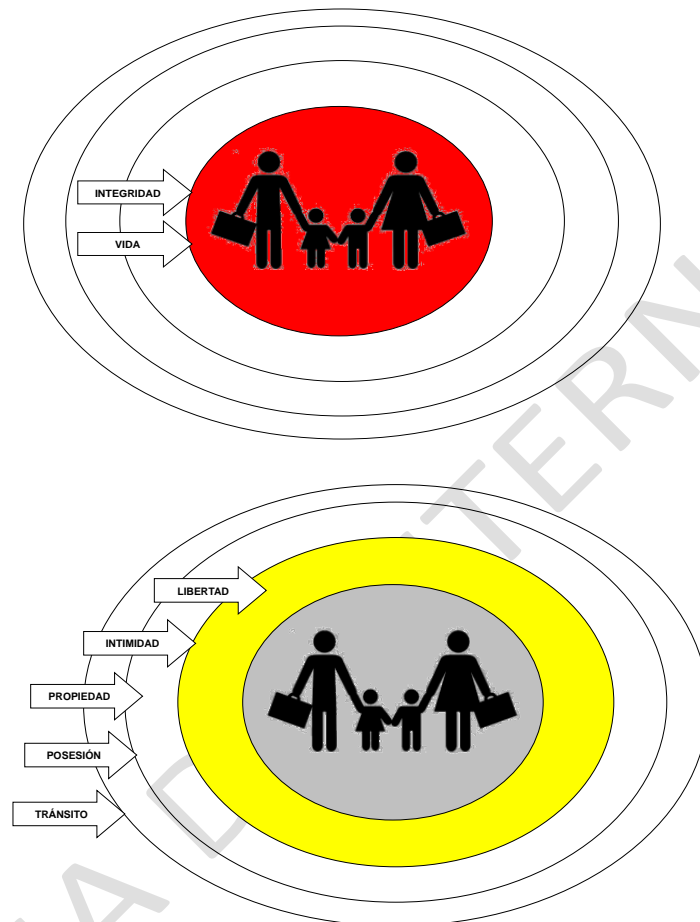 INTEGRIDAD
VIDA
LIBERTAD
INTIMIDAD
PROPIEDAD
POSESIÓN
TRÁNSITO